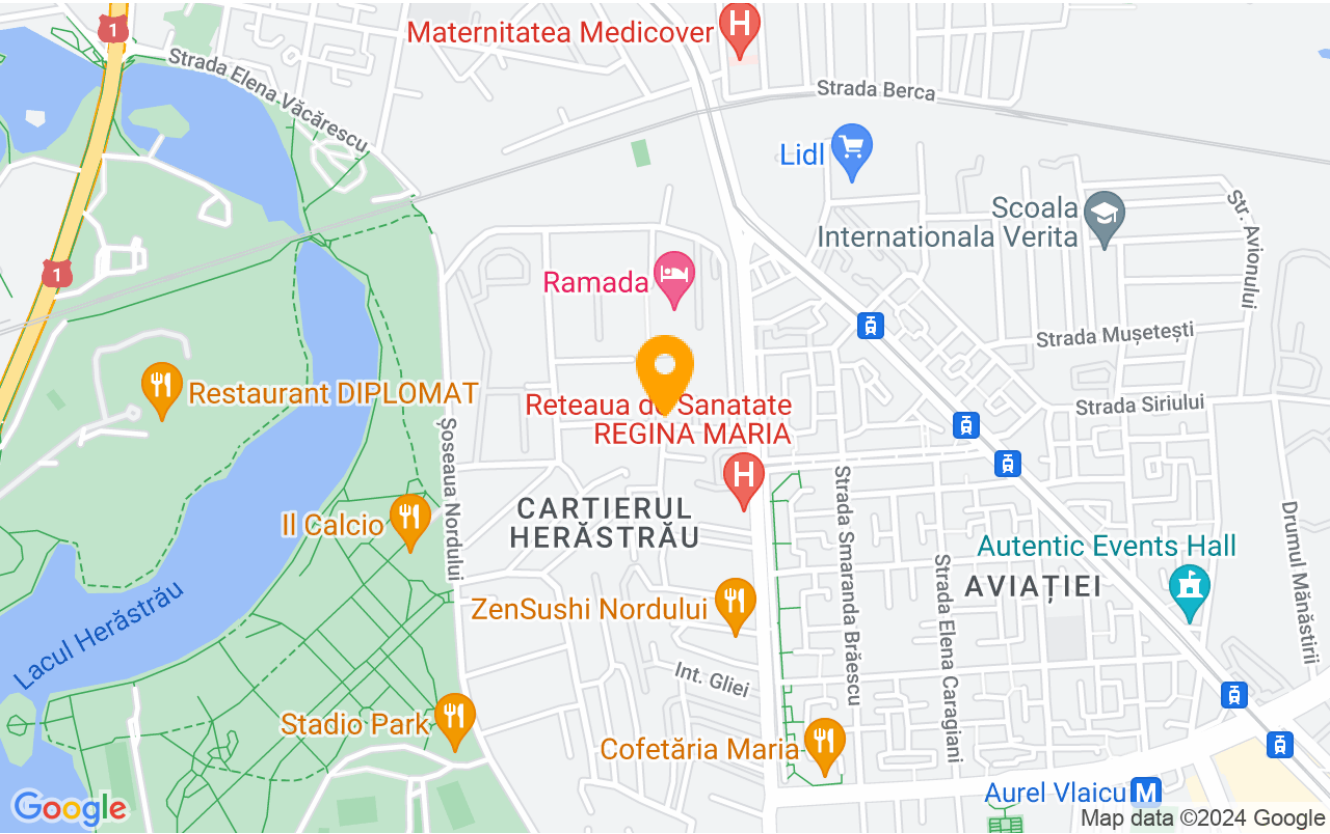 1
Maternitatea Medicover
H
Strada Elena Văcărescu
Strada Berca
Lidl
Scoala
Internationala Verita
Str. Avionului
1
Ramada
Strada Mușetești
Restaurant DIPLOMAT
Reteaua de Sanatate
REGINA MARIA
H
Strada Siriului
Șoseaua Nordului
Strada Smaranda Brăescu
CARTIERUL
HERĂSTRĂU
Il Calcio
Drumul Mănăstirii
Autentic Events Hall
AVIAȚIEI
Strada Elena Caragiani
ZenSushi Nordului
Lacul Herăstrău
Int. Gliei
Stadio Park
Cofetăria Maria
Aurel Vlaicu M
Google
Map data ©2024 Google